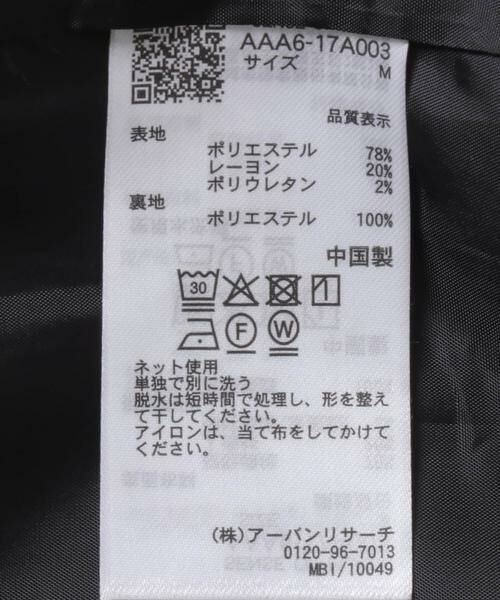 AAA6-17A003
サイズ M
品質表示
表地
ポリエステル 78%
レーヨン 20%
ポリウレタン 2%
裏地
ポリエステル 100%
中国製
30
F W
ネット使用
単独で別に洗う
脱水は短時間で処理し、形を整え
て干してください。
アイロンは、当て布をしてかけて
ください。
(株)アーバンリサーチ
0120-96-7013
MBI/10049